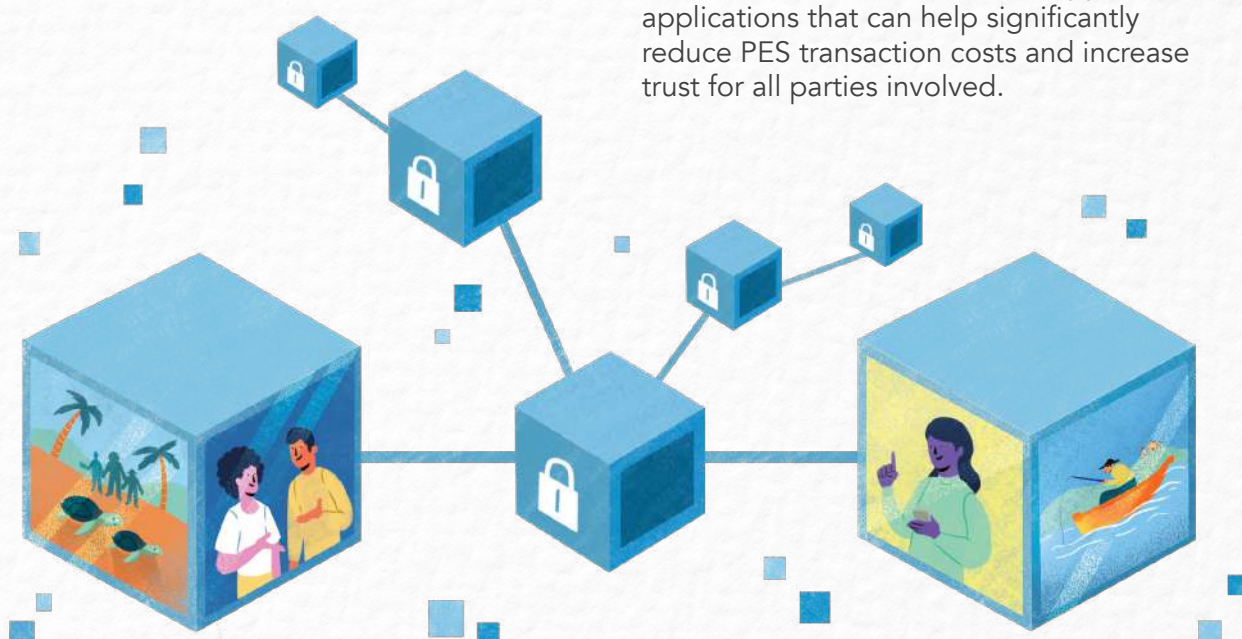 applications that can help significantly
reduce PES transaction costs and increase
trust for all parties involved.